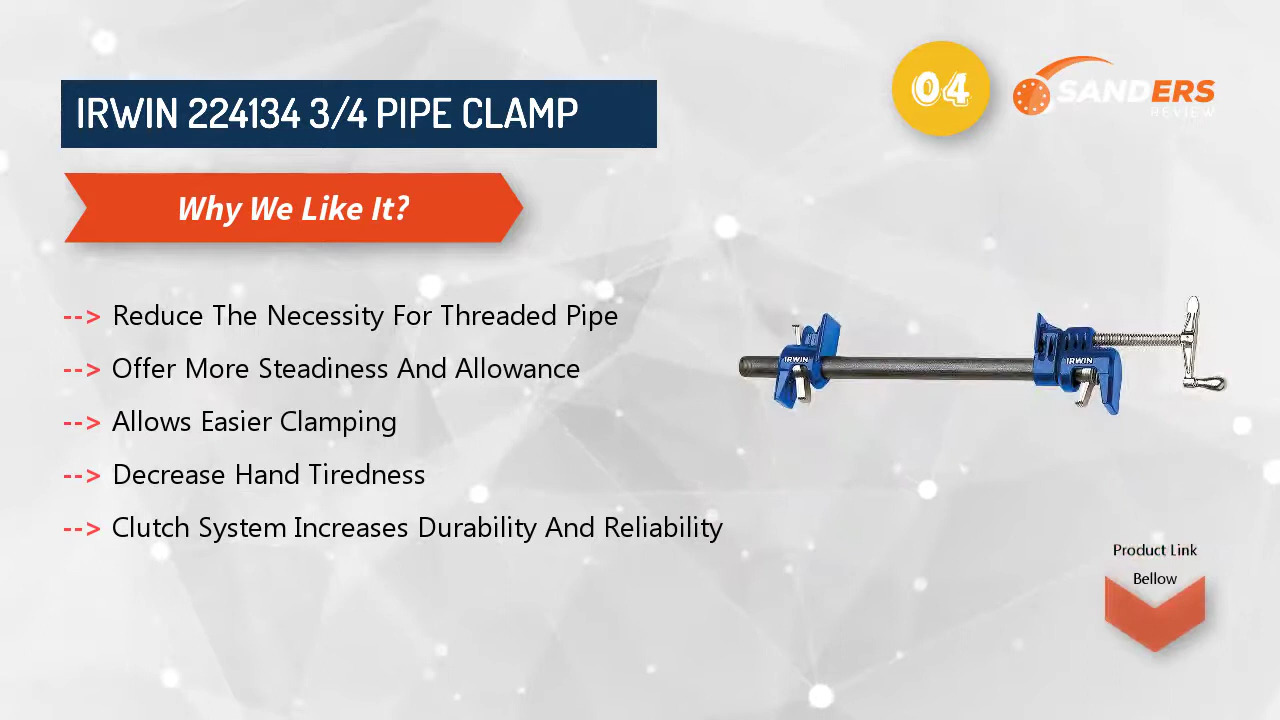 IRWIN 224134 3/4 PIPE CLAMP
04
SANDERS
REVIEW
Why We Like It?
--> Reduce The Necessity For Threaded Pipe
--> Offer More Steadiness And Allowance
--> Allows Easier Clamping
--> Decrease Hand Tiredness
--> Clutch System Increases Durability And Reliability
IRWIN
IRWIN
Product Link
Bellow